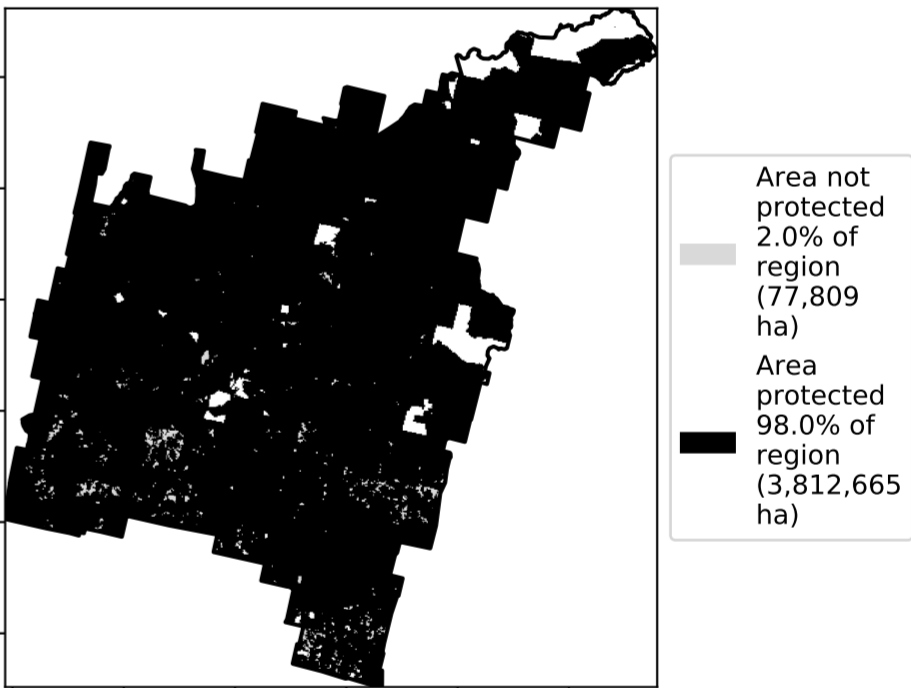 Area not
protected
2.0% of
region
(77,809
ha)
Area
protected
98.0% of
region
(3,812,665
ha)